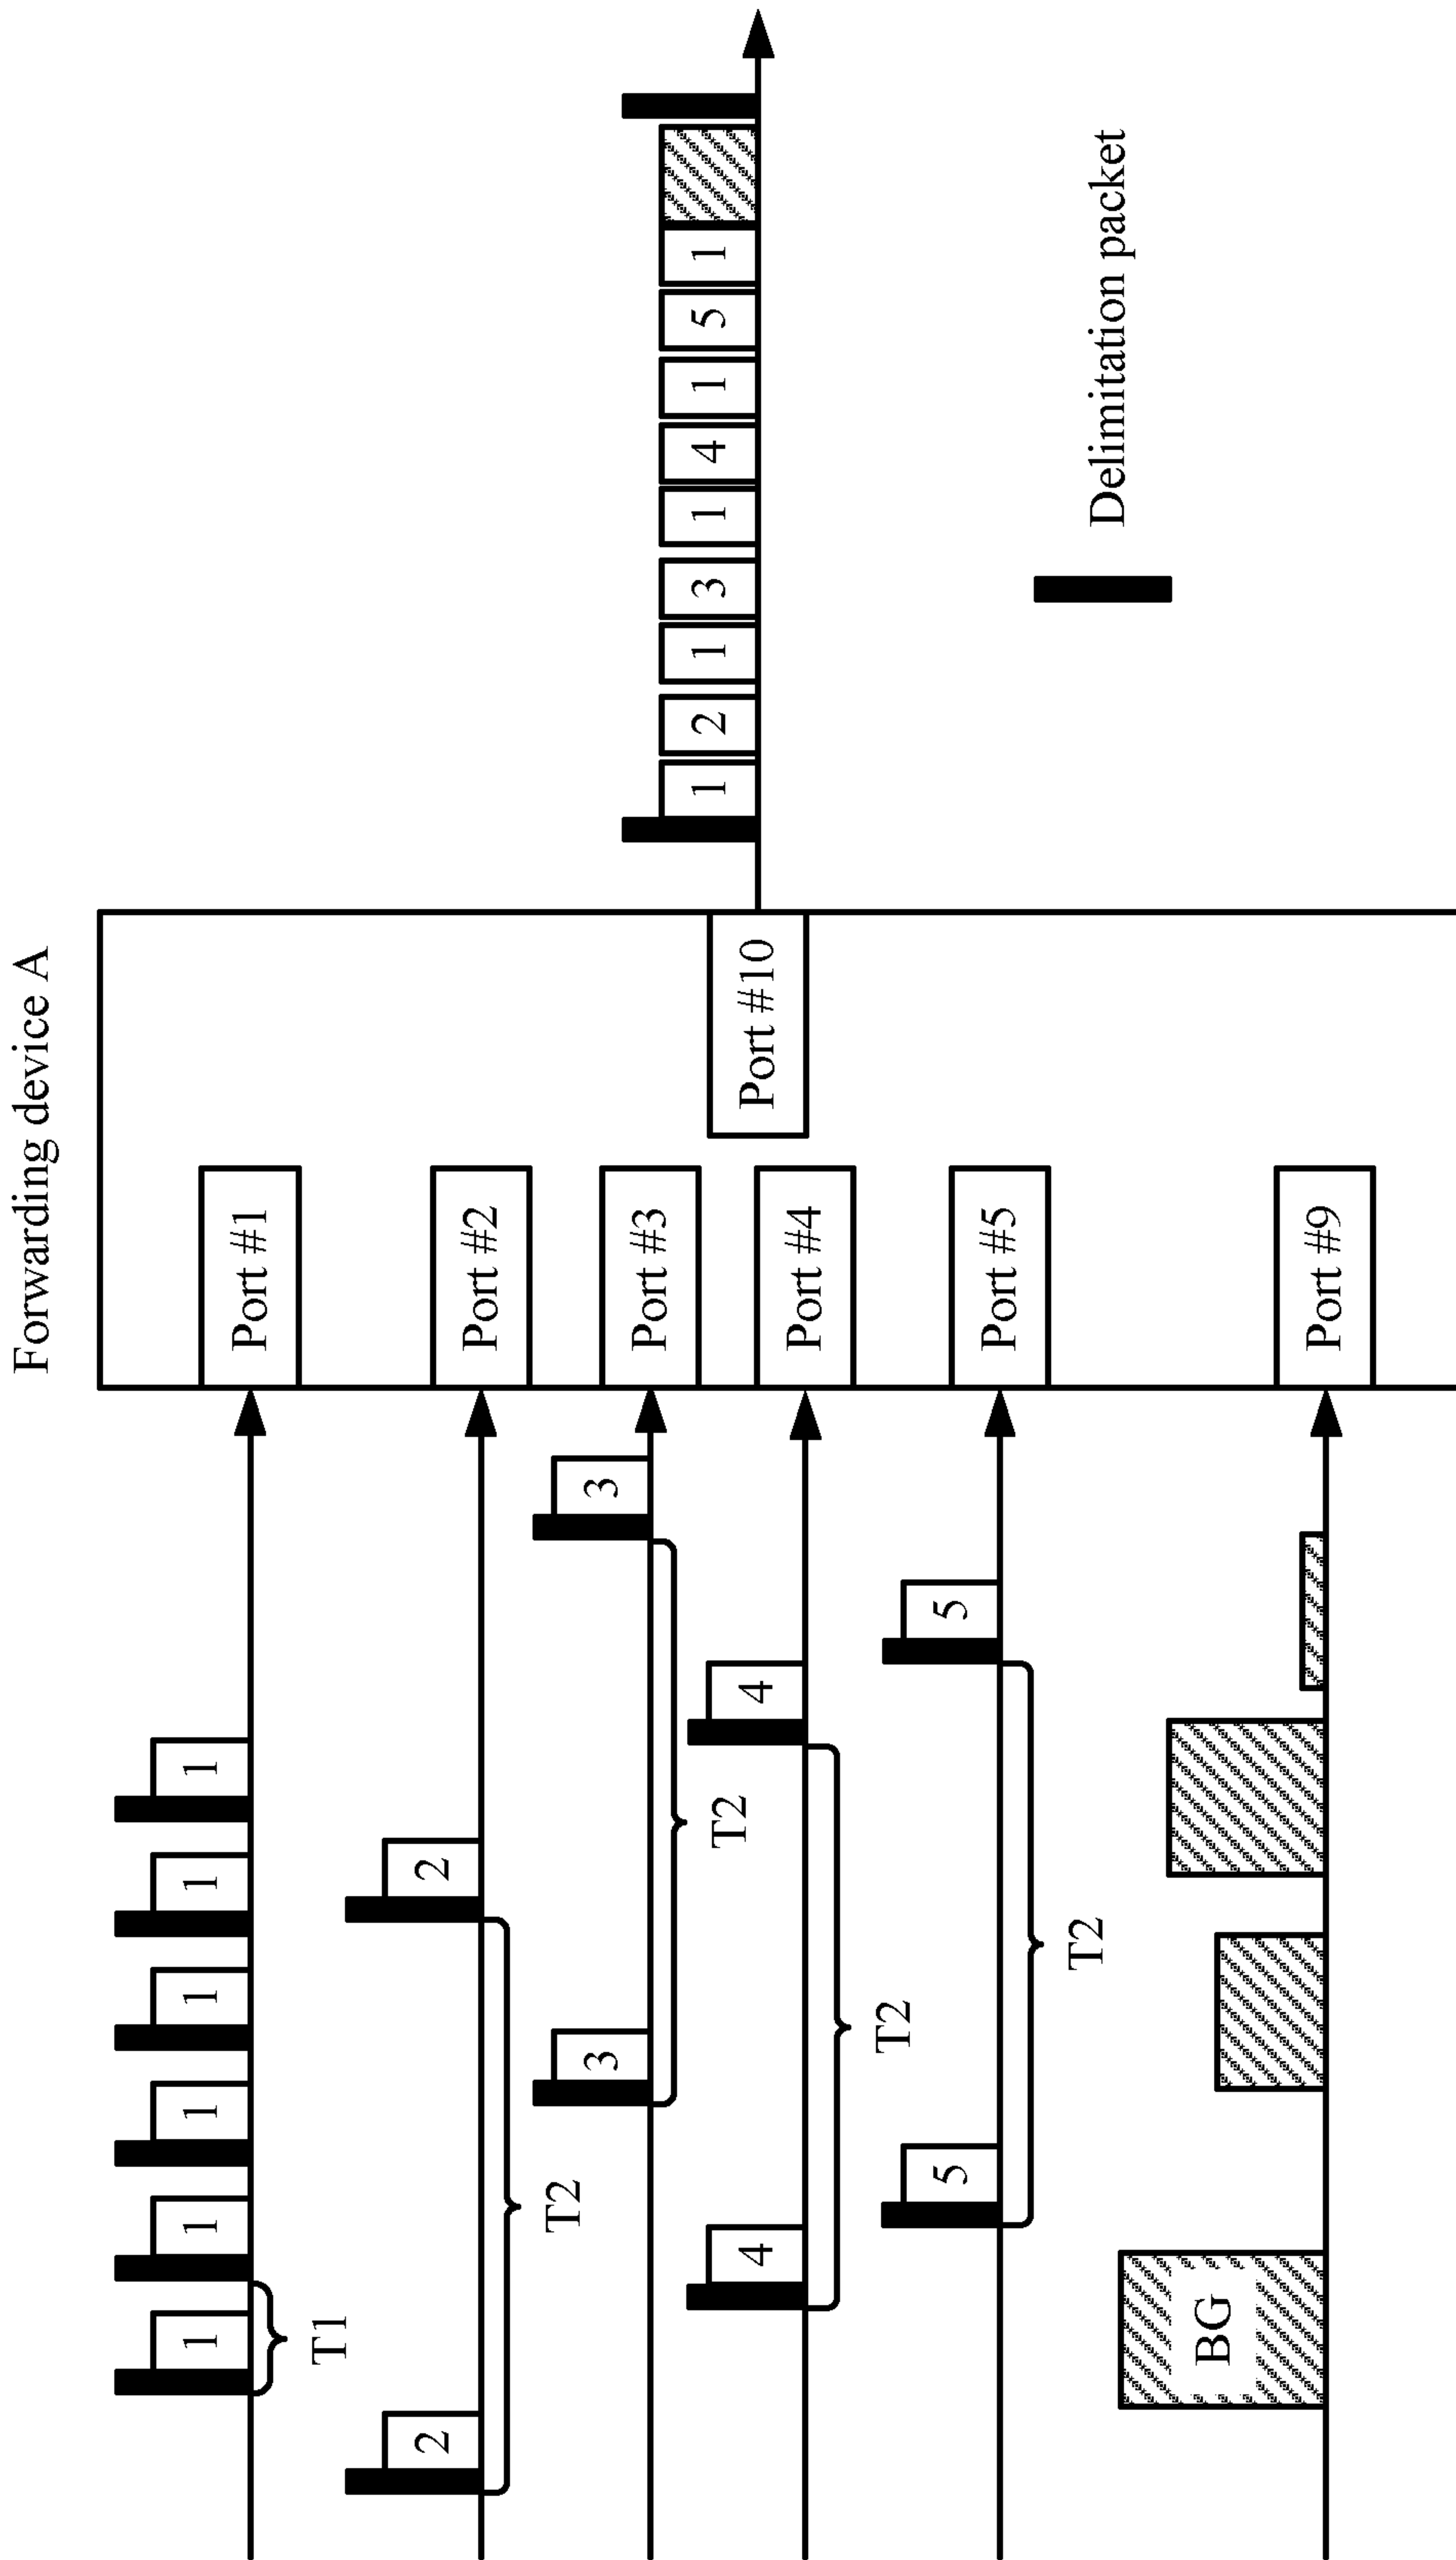 Forwarding device A
1 1 1 1 1 1
Port #1
T1
2 2
Port #2
T2
3 3
Port #3
T2
4 4
Port #4
T2
5 5
Port #5
T2
BG
Port #9
Port #10
1 2 1 3 1 4 1 5 1
Delimitation packet